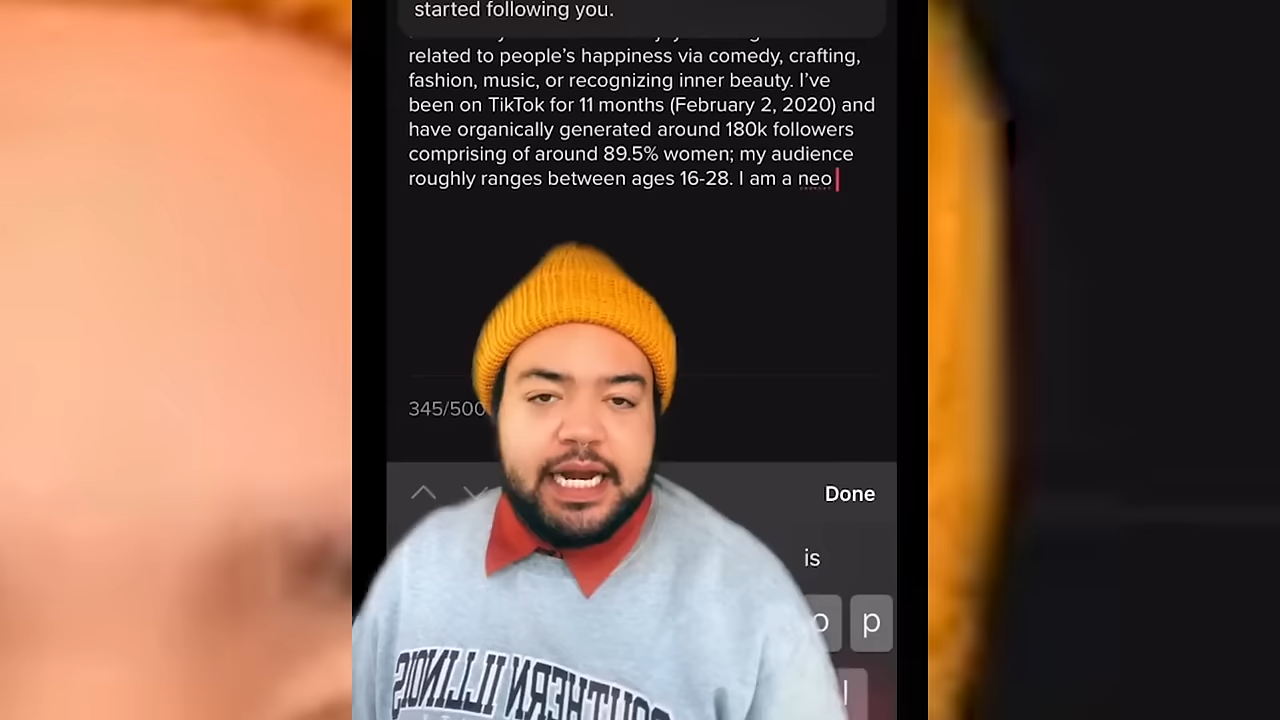 started following you.
related to people's happiness via comedy, crafting,
fashion, music, or recognizing inner beauty. I've
been on TikTok for 11 months (February 2, 2020) and
have organically generated around 180k followers
comprising of around 89.5% women; my audience
roughly ranges between ages 16-28. I am a neo
345/500
Done
is
o p
l
SOUTHERN ILLINOIS